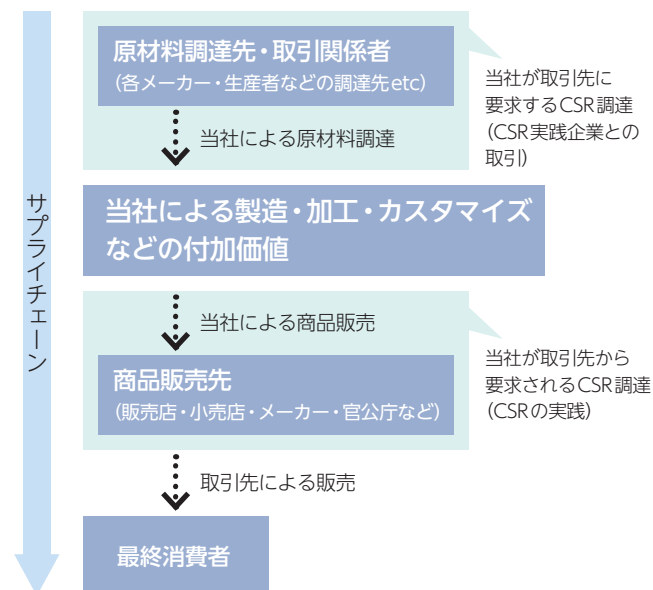 原材料調達先・取引関係者
（各メーカー・生産者などの調達先etc）
当社による原材料調達
当社が取引先に
要求するCSR調達
（CSR実践企業との
取引）
サプライチェーン
当社による製造・加工・カスタマイズ
などの付加価値
当社による商品販売
商品販売先
（販売店・小売店・メーカー・官公庁など）
当社が取引先から
要求されるCSR調達
（CSRの実践）
取引先による販売
最終消費者